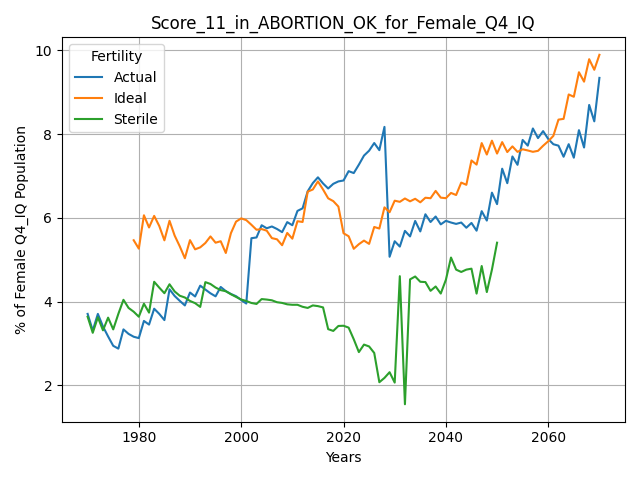 Score_11_in_ABORTION_OK_for_Female_Q4_IQ
Fertility
Actual
Ideal
Sterile
% of Female Q4_IQ Population
10
8
6
4
2
1980 2000 2020 2040 2060
Years